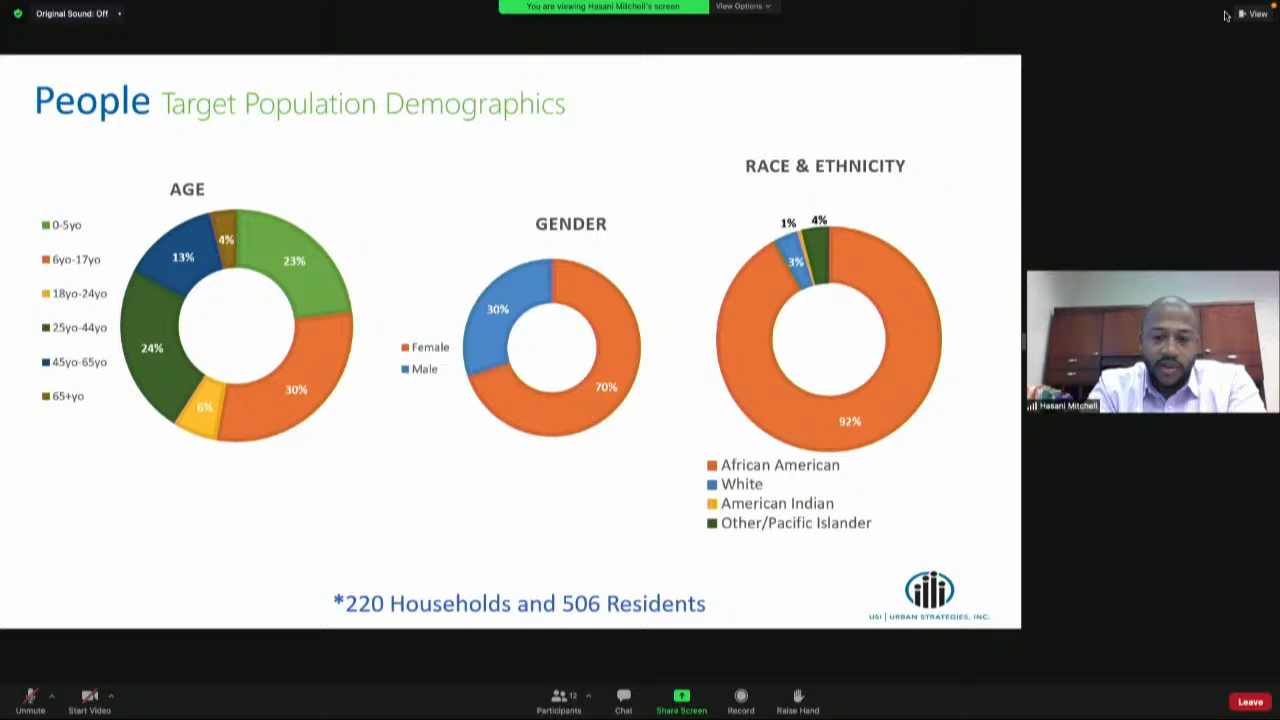 Original Sound: Off
You are viewing Hasani Mitchell's screen
View Options
View
People Target Population Demographics
AGE
0-5yo
6yo-17yo
18yo-24yo
25yo-44yo
45yo-65yo
65+yo
4%
23%
13%
24%
30%
6%
GENDER
Female
Male
30%
70%
RACE & ETHNICITY
1%
4%
3%
92%
African American
White
American Indian
Other/Pacific Islander
*220 Households and 506 Residents
USI | URBAN STRATEGIES, INC.
Hasani Mitchell
Unmute
Start Video
12
Participants
Chat
Share Screen
Record
Raise Hand
Leave